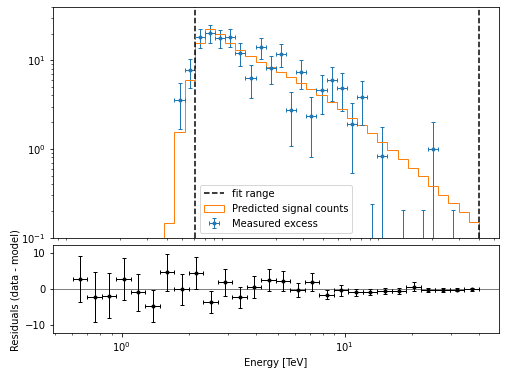 10¹
10⁰
10⁻¹
fit range
Predicted signal counts
Measured excess
Residuals (data - model)
10
0
−10
10⁰
10¹
Energy [TeV]